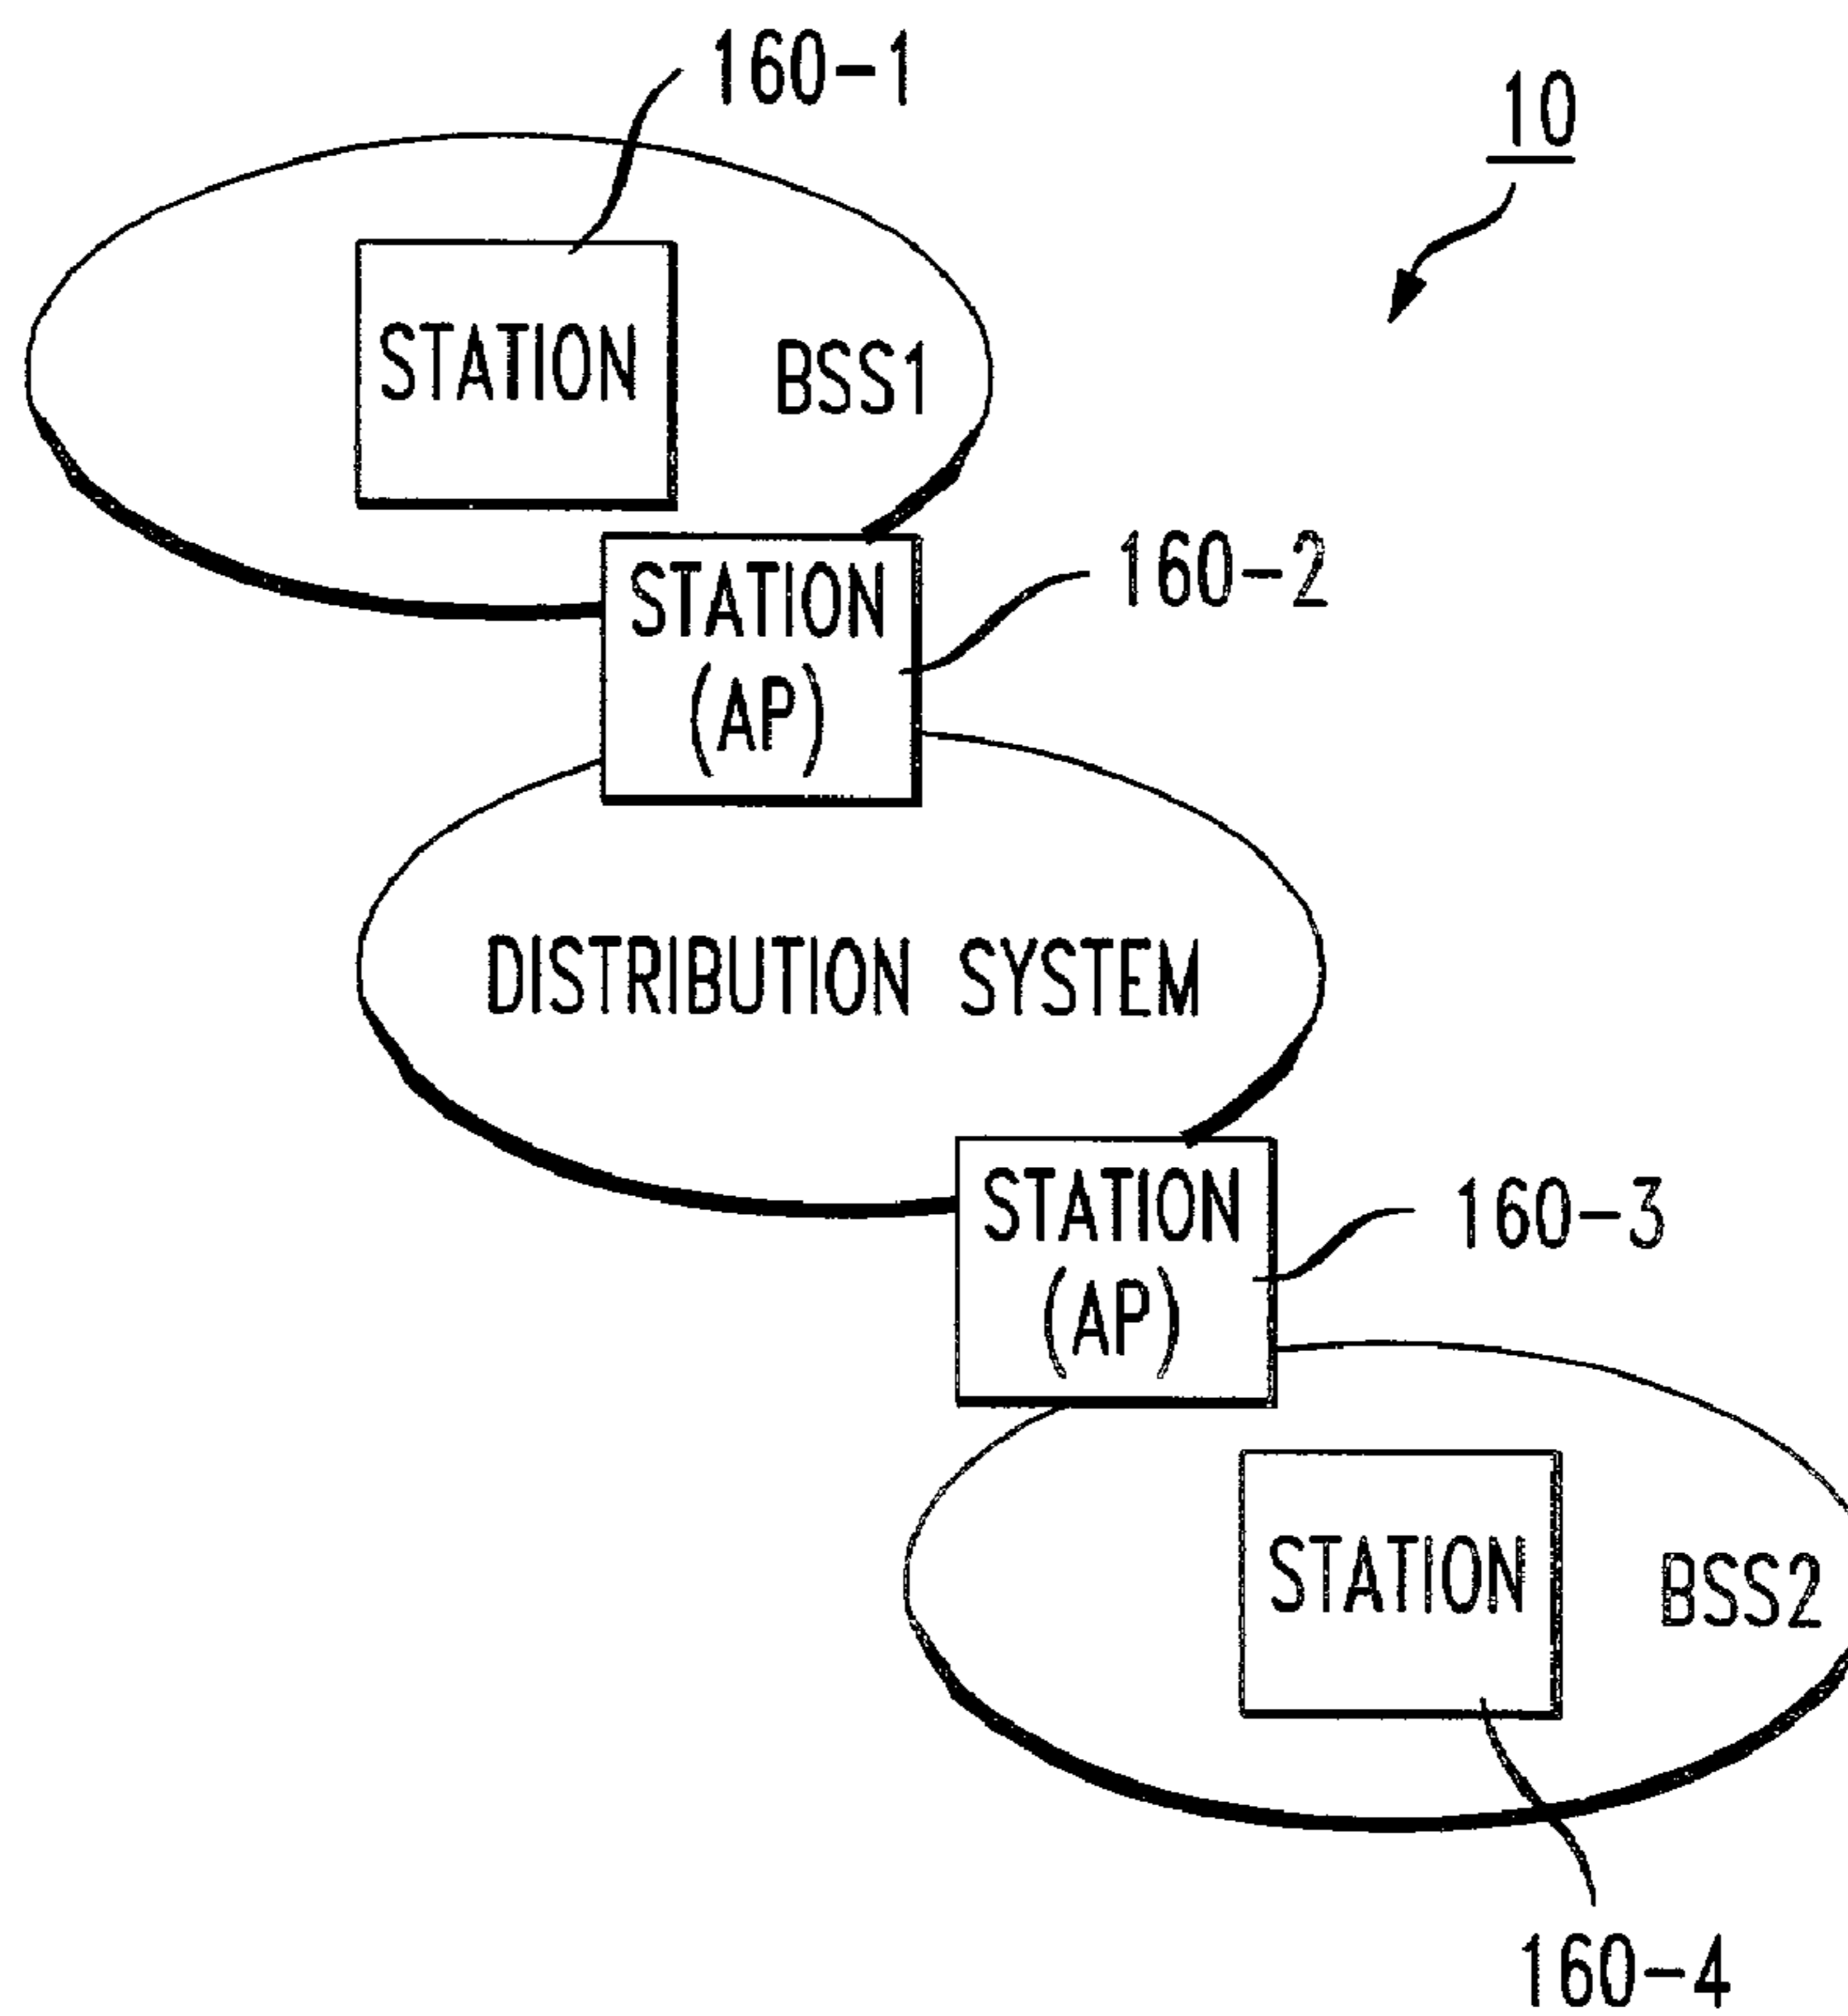 160-1
10
STATION
BSS1
STATION
(AP)
160-2
DISTRIBUTION SYSTEM
STATION
(AP)
160-3
STATION
BSS2
160-4